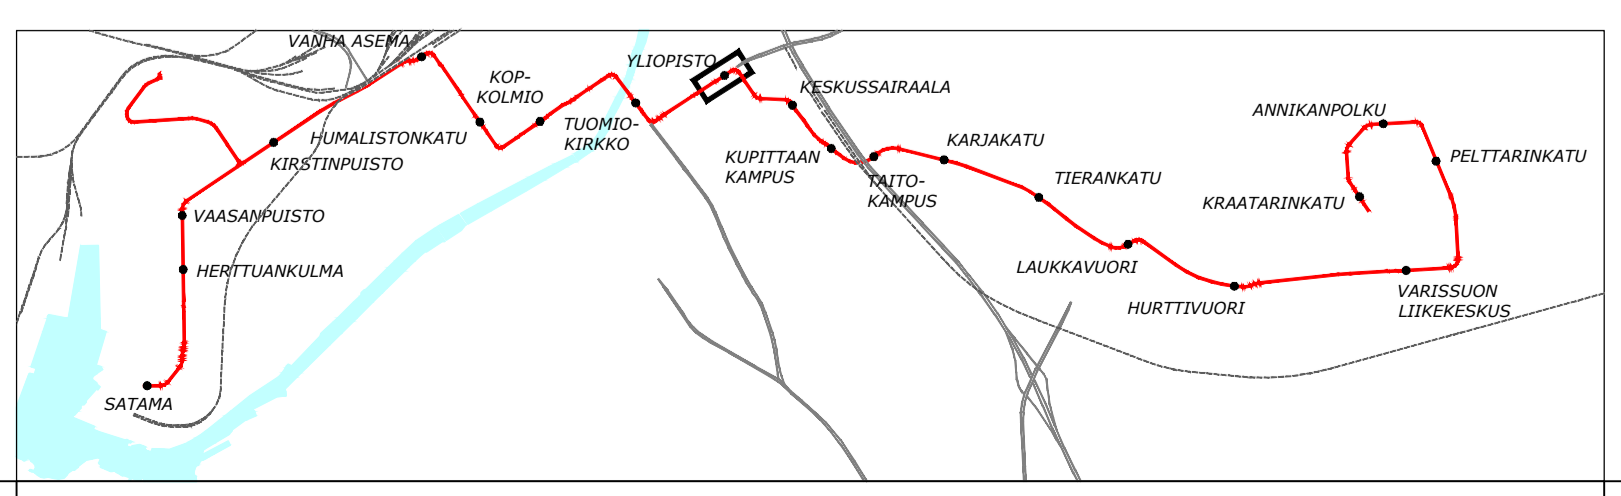 VANHA ASEMA
YLIOPISTO
KOP-
KOLMIO
KESKUSSAIRAALA
ANNIKANPOLKU
HUMALISTONKATU
TUOMIO-
KIRKKO
KARJAKATU
KIRSTINPUISTO
KUPITTAAN
KAMPUS
PELTTARINKATU
TAITO-
KAMPUS
TIERANKATU
KRAATARINKATU
VAASANPUISTO
HERTTUANKULMA
LAUKKAVUORI
VARISSUON
LIIKEKESKUS
HURTTIVUORI
SATAMA